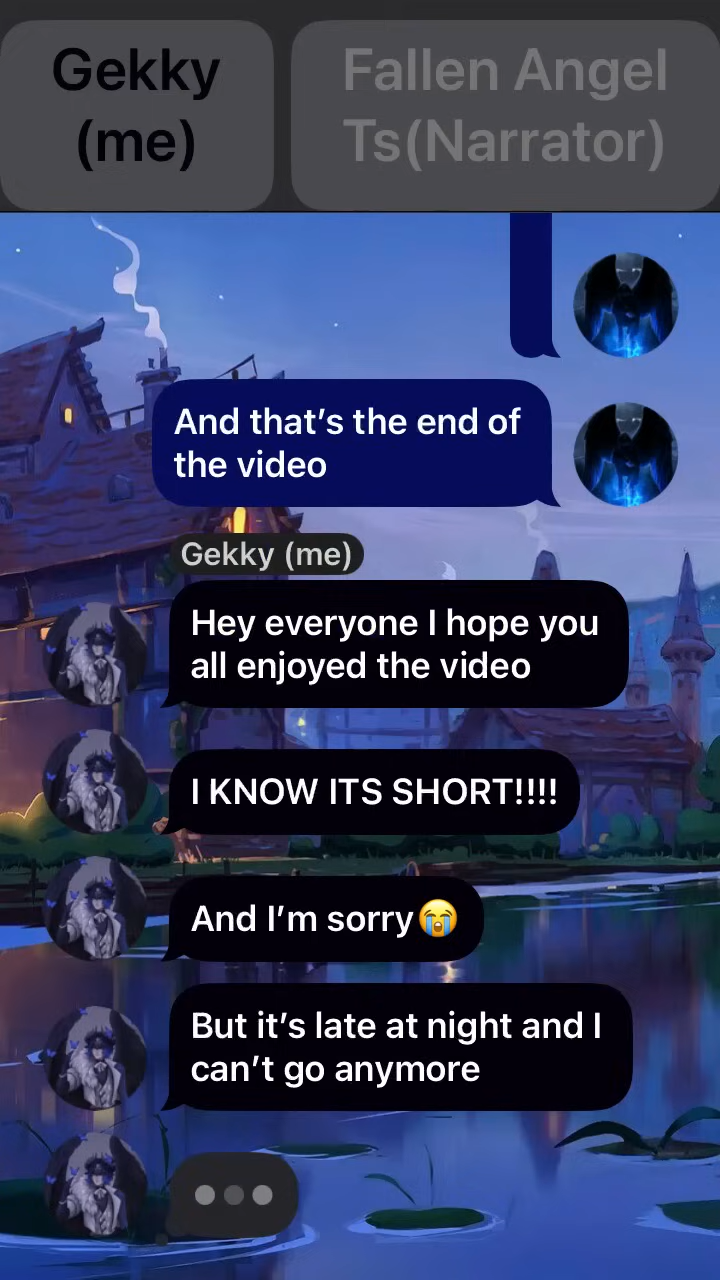 Gekky
(me)
Fallen Angel
Ts(Narrator)
And that’s the end of
the video
Gekky (me)
Hey everyone I hope you
all enjoyed the video
I KNOW ITS SHORT!!!!
And I’m sorry😭
But it’s late at night and I
can’t go anymore